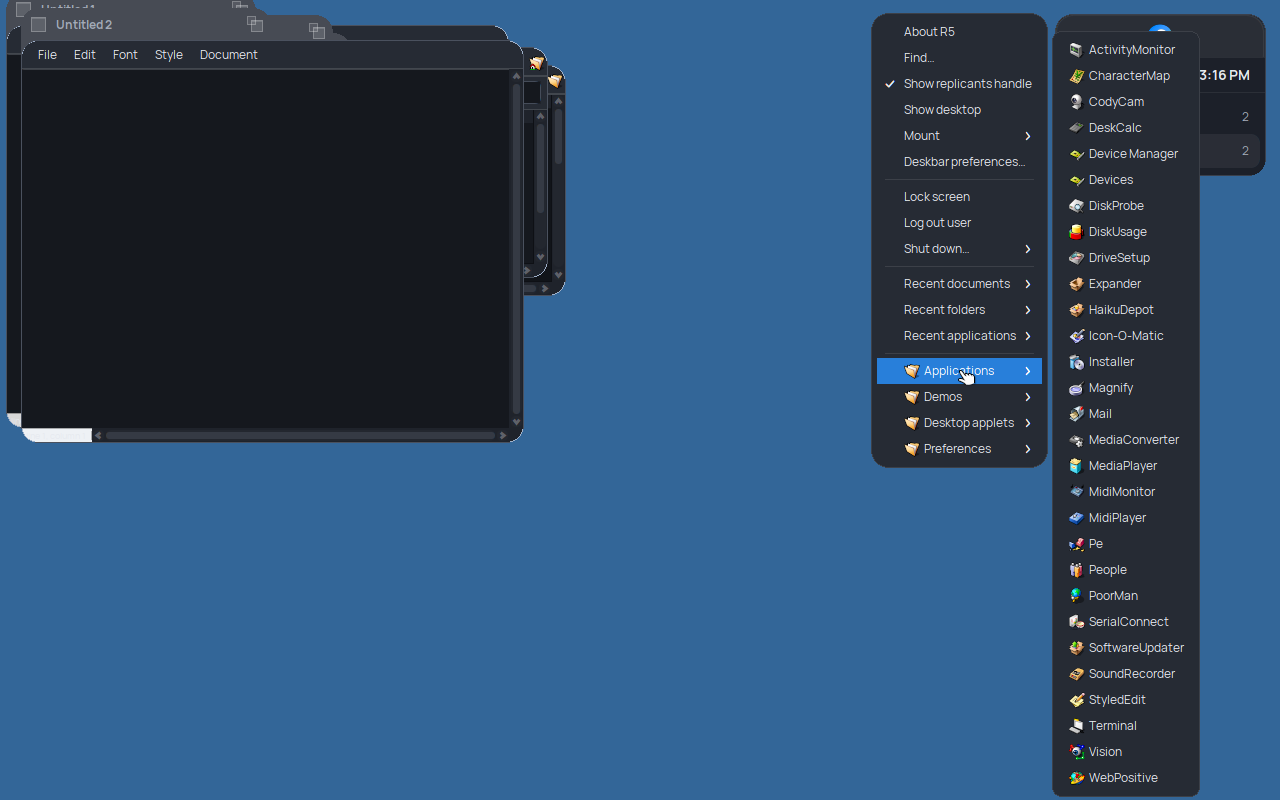 Untitled 2
File Edit Font Style Document
About R5
Find...
Show replicants handle
Show desktop
Mount
Deskbar preferences...
Lock screen
Log out user
Shut down...
Recent documents
Recent folders
Recent applications
Applications
Demos
Desktop applets
Preferences
ActivityMonitor
CharacterMap
CodyCam
DeskCalc
Device Manager
Devices
DiskProbe
DiskUsage
DriveSetup
Expander
HaikuDepot
Icon-O-Matic
Installer
Magnify
Mail
MediaConverter
MediaPlayer
MidiMonitor
MidiPlayer
Pe
People
PoorMan
SerialConnect
SoftwareUpdater
SoundRecorder
StyledEdit
Terminal
Vision
WebPositive
3:16 PM
2
2